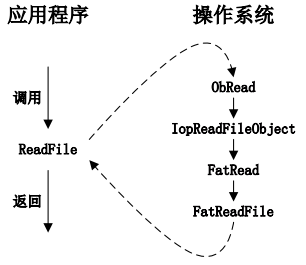 应用程序
操作系统
调用
ReadFile
返回
ObRead
IopReadFileObject
FatRead
FatReadFile